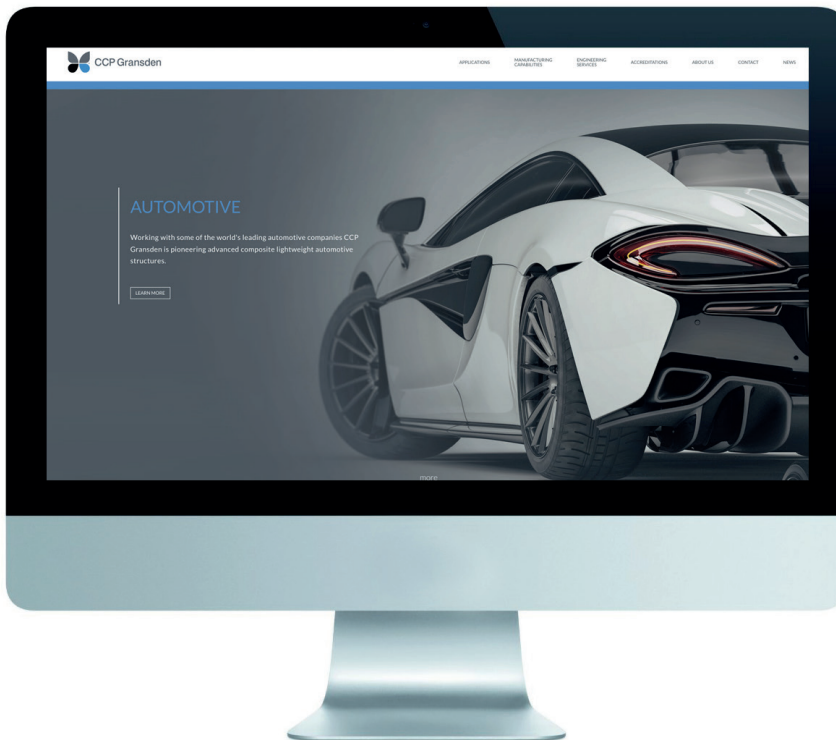 CCP Gransden
APPLICATIONS
MANUFACTURING
CAPABILITIES
ENGINEERING
SERVICES
ACCREDITATIONS
ABOUT US
CONTACT
NEWS
AUTOMOTIVE
Working with some of the world's leading automotive companies CCP
Gransden is pioneering advanced composite lightweight automotive
structures.
LEARN MORE
more